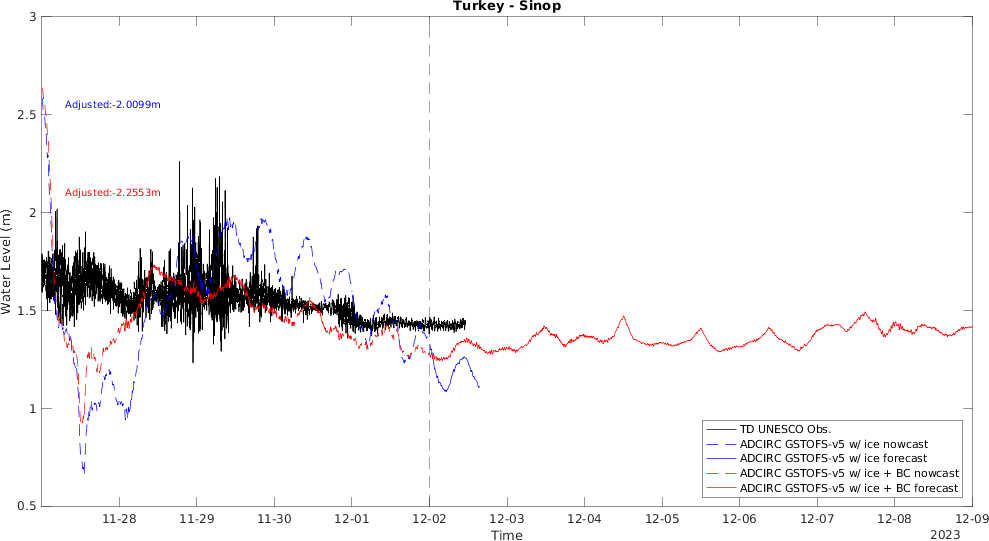 Turkey - Sinop
3
2.5
2
1.5
1
0.5
Water Level (m)
Adjusted:-2.0099m
Adjusted:-2.2553m
TD UNESCO Obs.
ADCIRC GSTOFS-v5 w/ ice nowcast
ADCIRC GSTOFS-v5 w/ ice forecast
ADCIRC GSTOFS-v5 w/ ice + BC nowcast
ADCIRC GSTOFS-v5 w/ ice + BC forecast
11-28 11-29 11-30 12-01 12-02 12-03 12-04 12-05 12-06 12-07 12-08 12-09
Time
2023